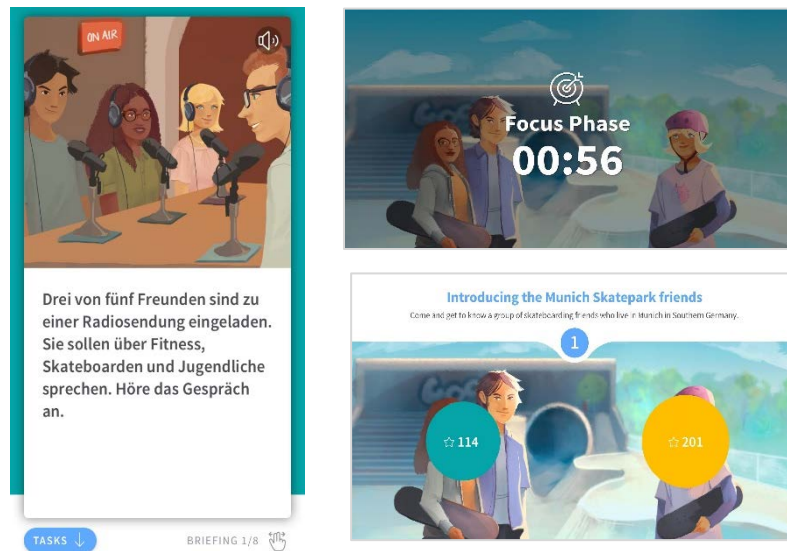 ON AIR
Drei von fünf Freunden sind zu
einer Radiosendung eingeladen.
Sie sollen über Fitness,
Skateboarden und Jugendliche
sprechen. Höre das Gespräch
an.
TASKS ↓
BRIEFING 1/8
Focus Phase
00:56
Introducing the Munich Skatepark friends
Come and get to know a group of skateboarding friends who live in Munich in Southern Germany.
1
☆ 114
☆ 201